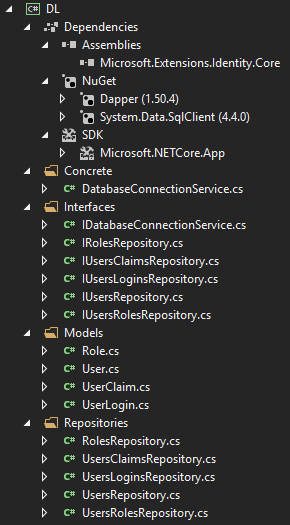 C# DL
Dependencies
Assemblies
Microsoft.Extensions.Identity.Core
NuGet
Dapper (1.50.4)
System.Data.SqlClient (4.4.0)
SDK
Microsoft.NETCore.App
Concrete
C# DatabaseConnectionService.cs
Interfaces
C# IDatabaseConnectionService.cs
C# IRolesRepository.cs
C# IUsersClaimsRepository.cs
C# IUsersLoginsRepository.cs
C# IUsersRepository.cs
C# IUsersRolesRepository.cs
Models
C# Role.cs
C# User.cs
C# UserClaim.cs
C# UserLogin.cs
Repositories
C# RolesRepository.cs
C# UsersClaimsRepository.cs
C# UsersLoginsRepository.cs
C# UsersRepository.cs
C# UsersRolesRepository.cs